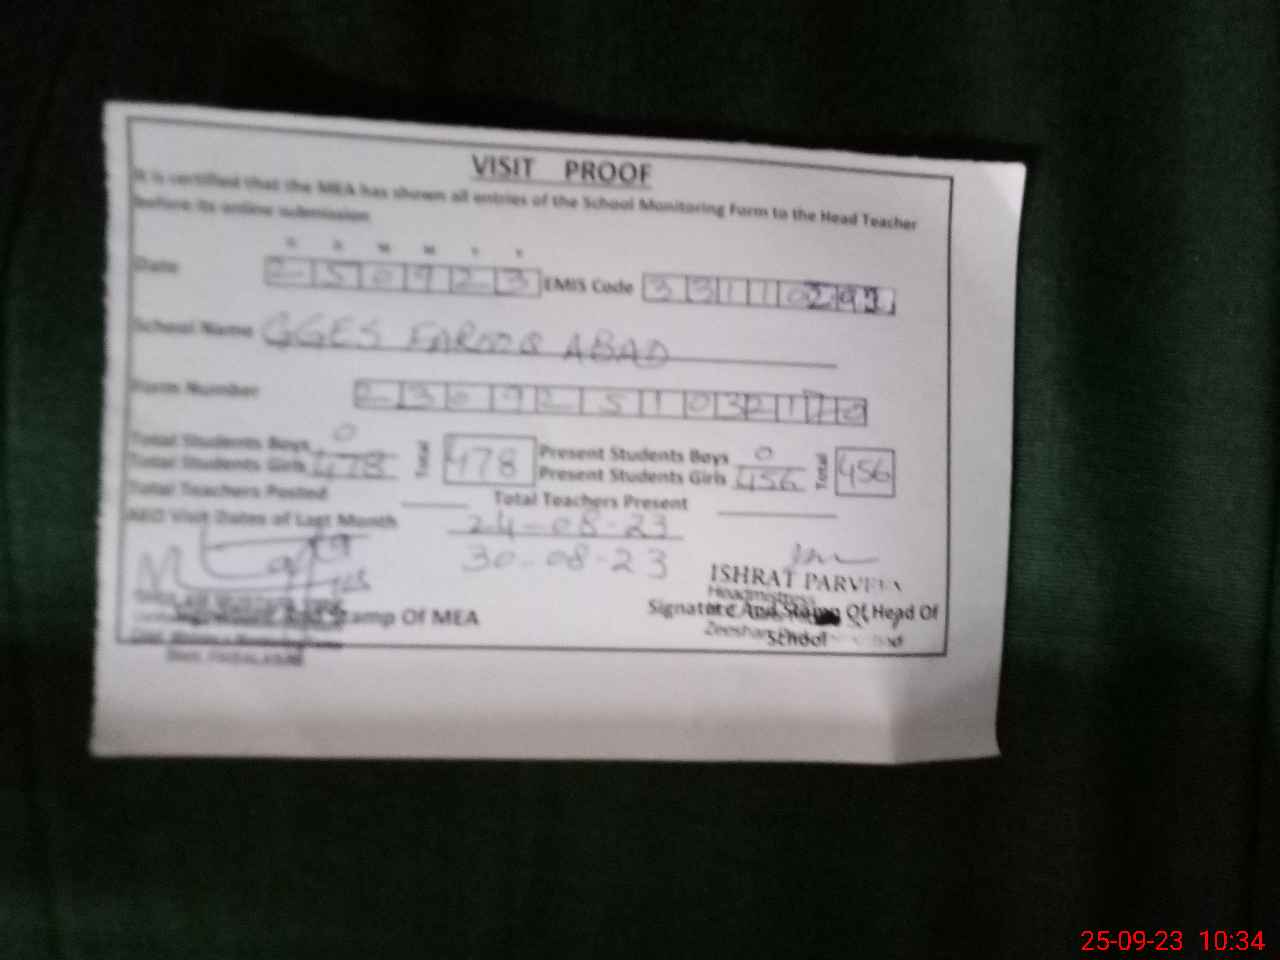 VISIT PROOF
It is certified that the MEA has shown all entries of the School Monitoring Form to the Head Teacher
before its online submission
D D M M Y Y
Date 2 5 0 9 2 3 EMIS Code 3 3 1 1 0
School Name GGES FAROOQ ABAD
Form Number 2 3 0 9 2 5 1 0 3 2 1
Total Students Boys 0 Total 478 Present Students Boys 0 Total 456
Total Students Girls 478 Present Students Girls 456
Total Teachers Posted Total Teachers Present
AEO Visit Dates of Last Month 24-08-23
30-08-23
ISHRAT PARVEEN
Headmistress
Signature And Stamp Of MEA Signature And Stamp Of Head Of
School
25-09-23 10:34